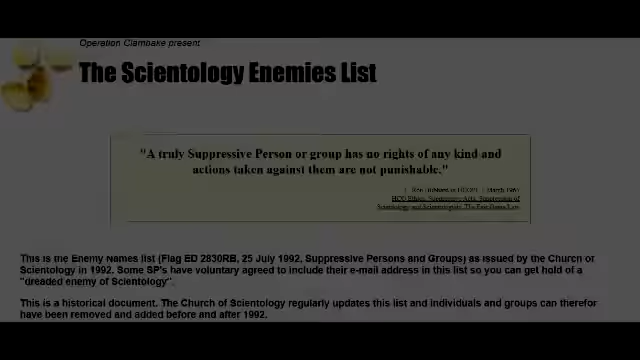 Operation Clambake present
The Scientology Enemies List
"A truly Suppressive Person or group has no rights of any kind and
actions taken against them are not punishable."
This is the Enemy Names list (Flag ED 2830RB, 25 July 1992, Suppressive Persons and Groups) as issued by the Church of
Scientology in 1992. Some SP's have voluntary agreed to include their e-mail address in this list so you can get hold of a
"dreaded enemy of Scientology".
This is a historical document. The Church of Scientology regularly updates this list and individuals and groups can therefor
have been removed and added before and after 1992.